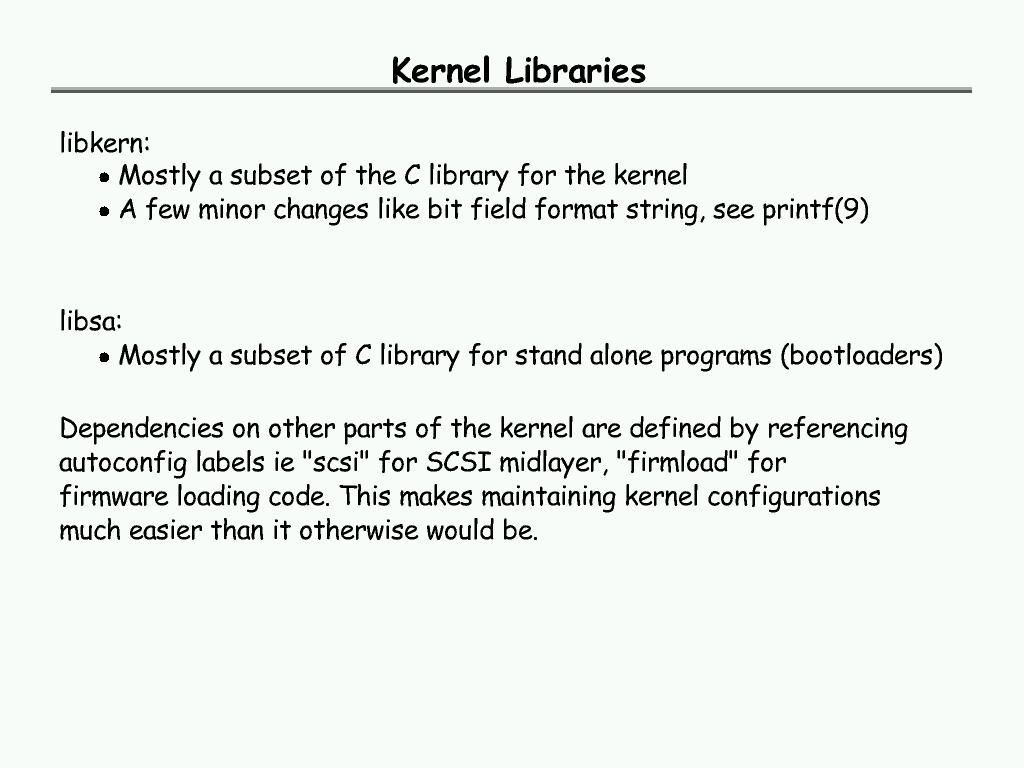 Kernel Libraries
libkern:
• Mostly a subset of the C library for the kernel
• A few minor changes like bit field format string, see printf(9)
libsa:
• Mostly a subset of C library for stand alone programs (bootloaders)
Dependencies on other parts of the kernel are defined by referencing
autoconfig labels ie "scsi" for SCSI midlayer, "firmload" for
firmware loading code. This makes maintaining kernel configurations
much easier than it otherwise would be.